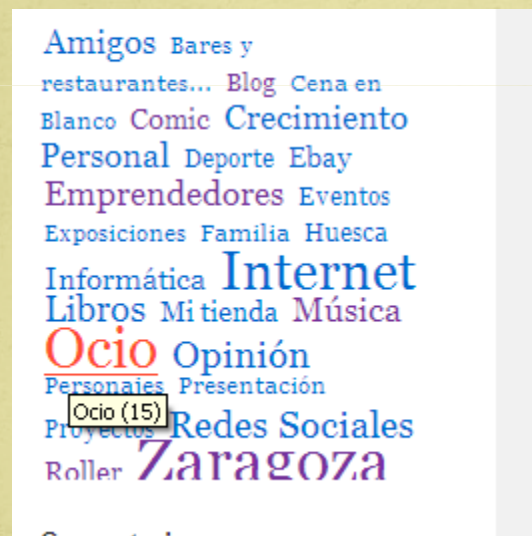 Amigos Bares y
restaurantes... Blog Cena en
Blanco Comic Crecimiento
Personal Deporte Ebay
Emprendedores Eventos
Exposiciones Familia Huesca
Informática Internet
Libros Mi tienda Música
Ocio Opinión
Personajes Presentación
Ocio (15)
Proyectos Redes Sociales
Roller Zaragoza